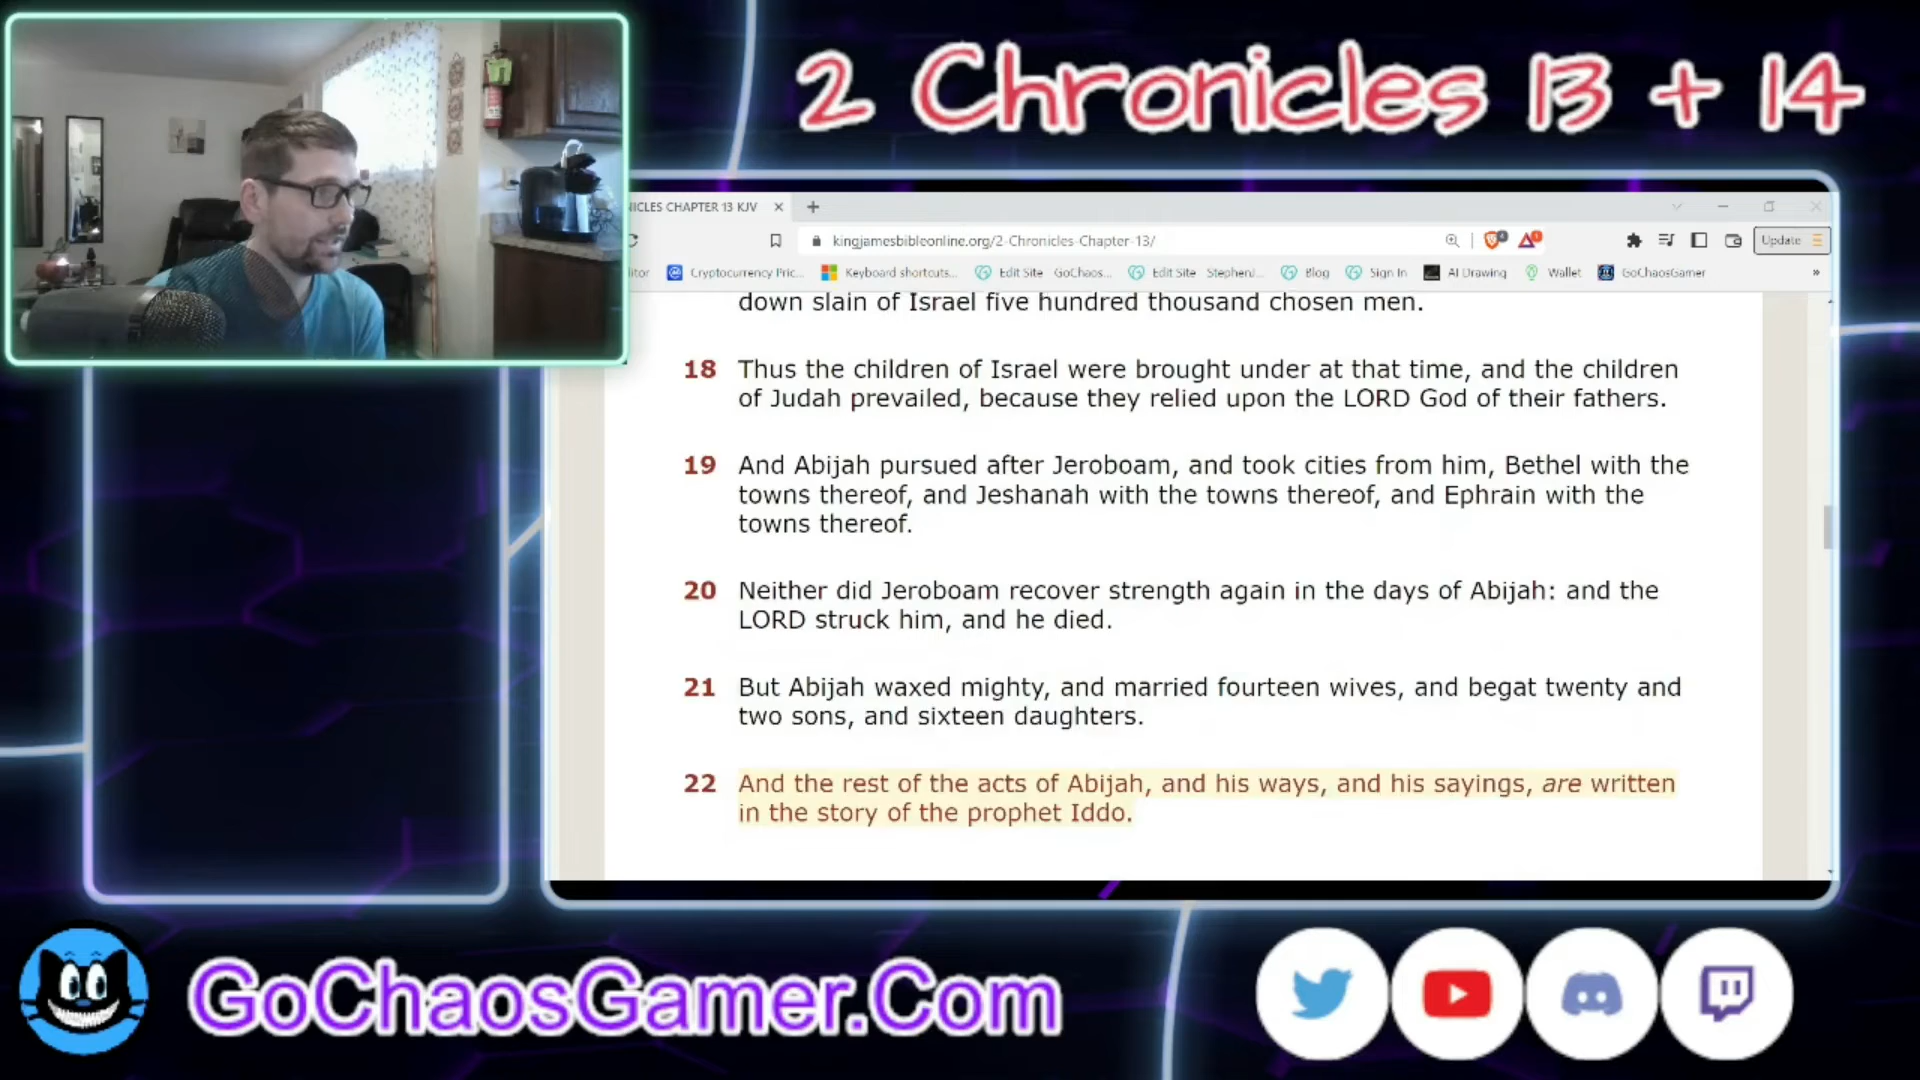 2 Chronicles 13 + 14
ICLES CHAPTER 13 KJV
kingjamesbibleonline.org/2-Chronicles-Chapter-13/
Update
itor Cryptocurrency Pric... Keyboard shortcuts... Edit Site GoChaos... Edit Site StephenJ... Blog Sign In AI Drawing Wallet GoChaosGamer »
down slain of Israel five hundred thousand chosen men.
18 Thus the children of Israel were brought under at that time, and the children
of Judah prevailed, because they relied upon the LORD God of their fathers.
19 And Abijah pursued after Jeroboam, and took cities from him, Bethel with the
towns thereof, and Jeshanah with the towns thereof, and Ephrain with the
towns thereof.
20 Neither did Jeroboam recover strength again in the days of Abijah: and the
LORD struck him, and he died.
21 But Abijah waxed mighty, and married fourteen wives, and begat twenty and
two sons, and sixteen daughters.
22 And the rest of the acts of Abijah, and his ways, and his sayings, are written
in the story of the prophet Iddo.
GoChaosGamer.Com